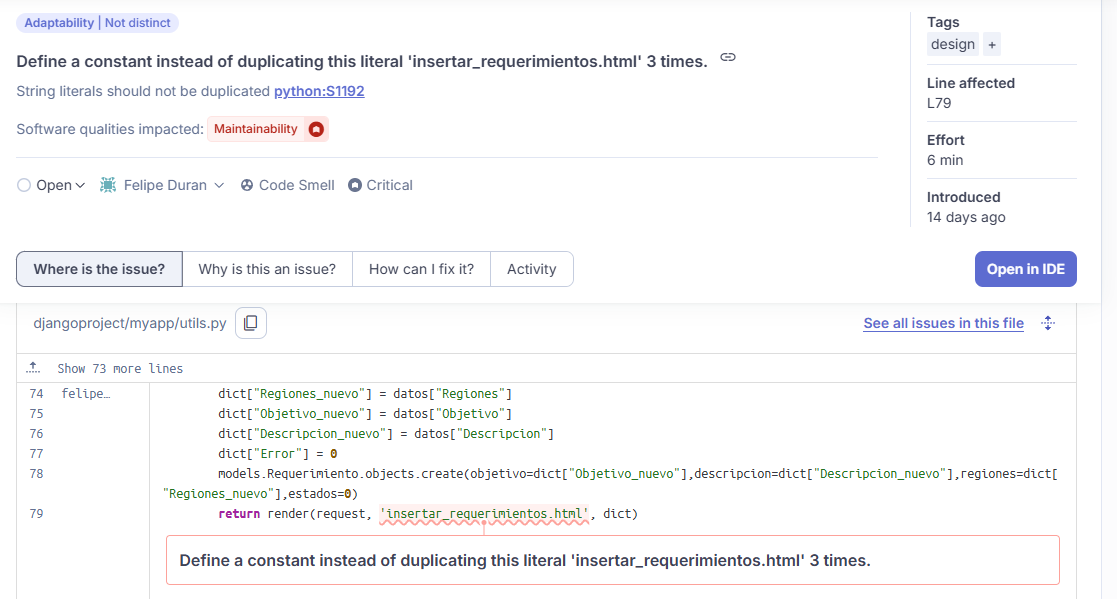 Adaptability | Not distinct
Define a constant instead of duplicating this literal 'insertar_requerimientos.html' 3 times.
String literals should not be duplicated python:S1192
Software qualities impacted: Maintainability
Open Felipe Duran Code Smell Critical
Tags
design +
Line affected
L79
Effort
6 min
Introduced
14 days ago
Where is the issue? Why is this an issue? How can I fix it? Activity
Open in IDE
djangoproject/myapp/utils.py
See all issues in this file
Show 73 more lines
74 felipe… dict["Regiones_nuevo"] = datos["Regiones"]
75 dict["Objetivo_nuevo"] = datos["Objetivo"]
76 dict["Descripcion_nuevo"] = datos["Descripcion"]
77 dict["Error"] = 0
78 models.Requerimiento.objects.create(objetivo=dict["Objetivo_nuevo"],descripcion=dict["Descripcion_nuevo"],regiones=dict[
"Regiones_nuevo"],estados=0)
79 return render(request, 'insertar_requerimientos.html', dict)
Define a constant instead of duplicating this literal 'insertar_requerimientos.html' 3 times.